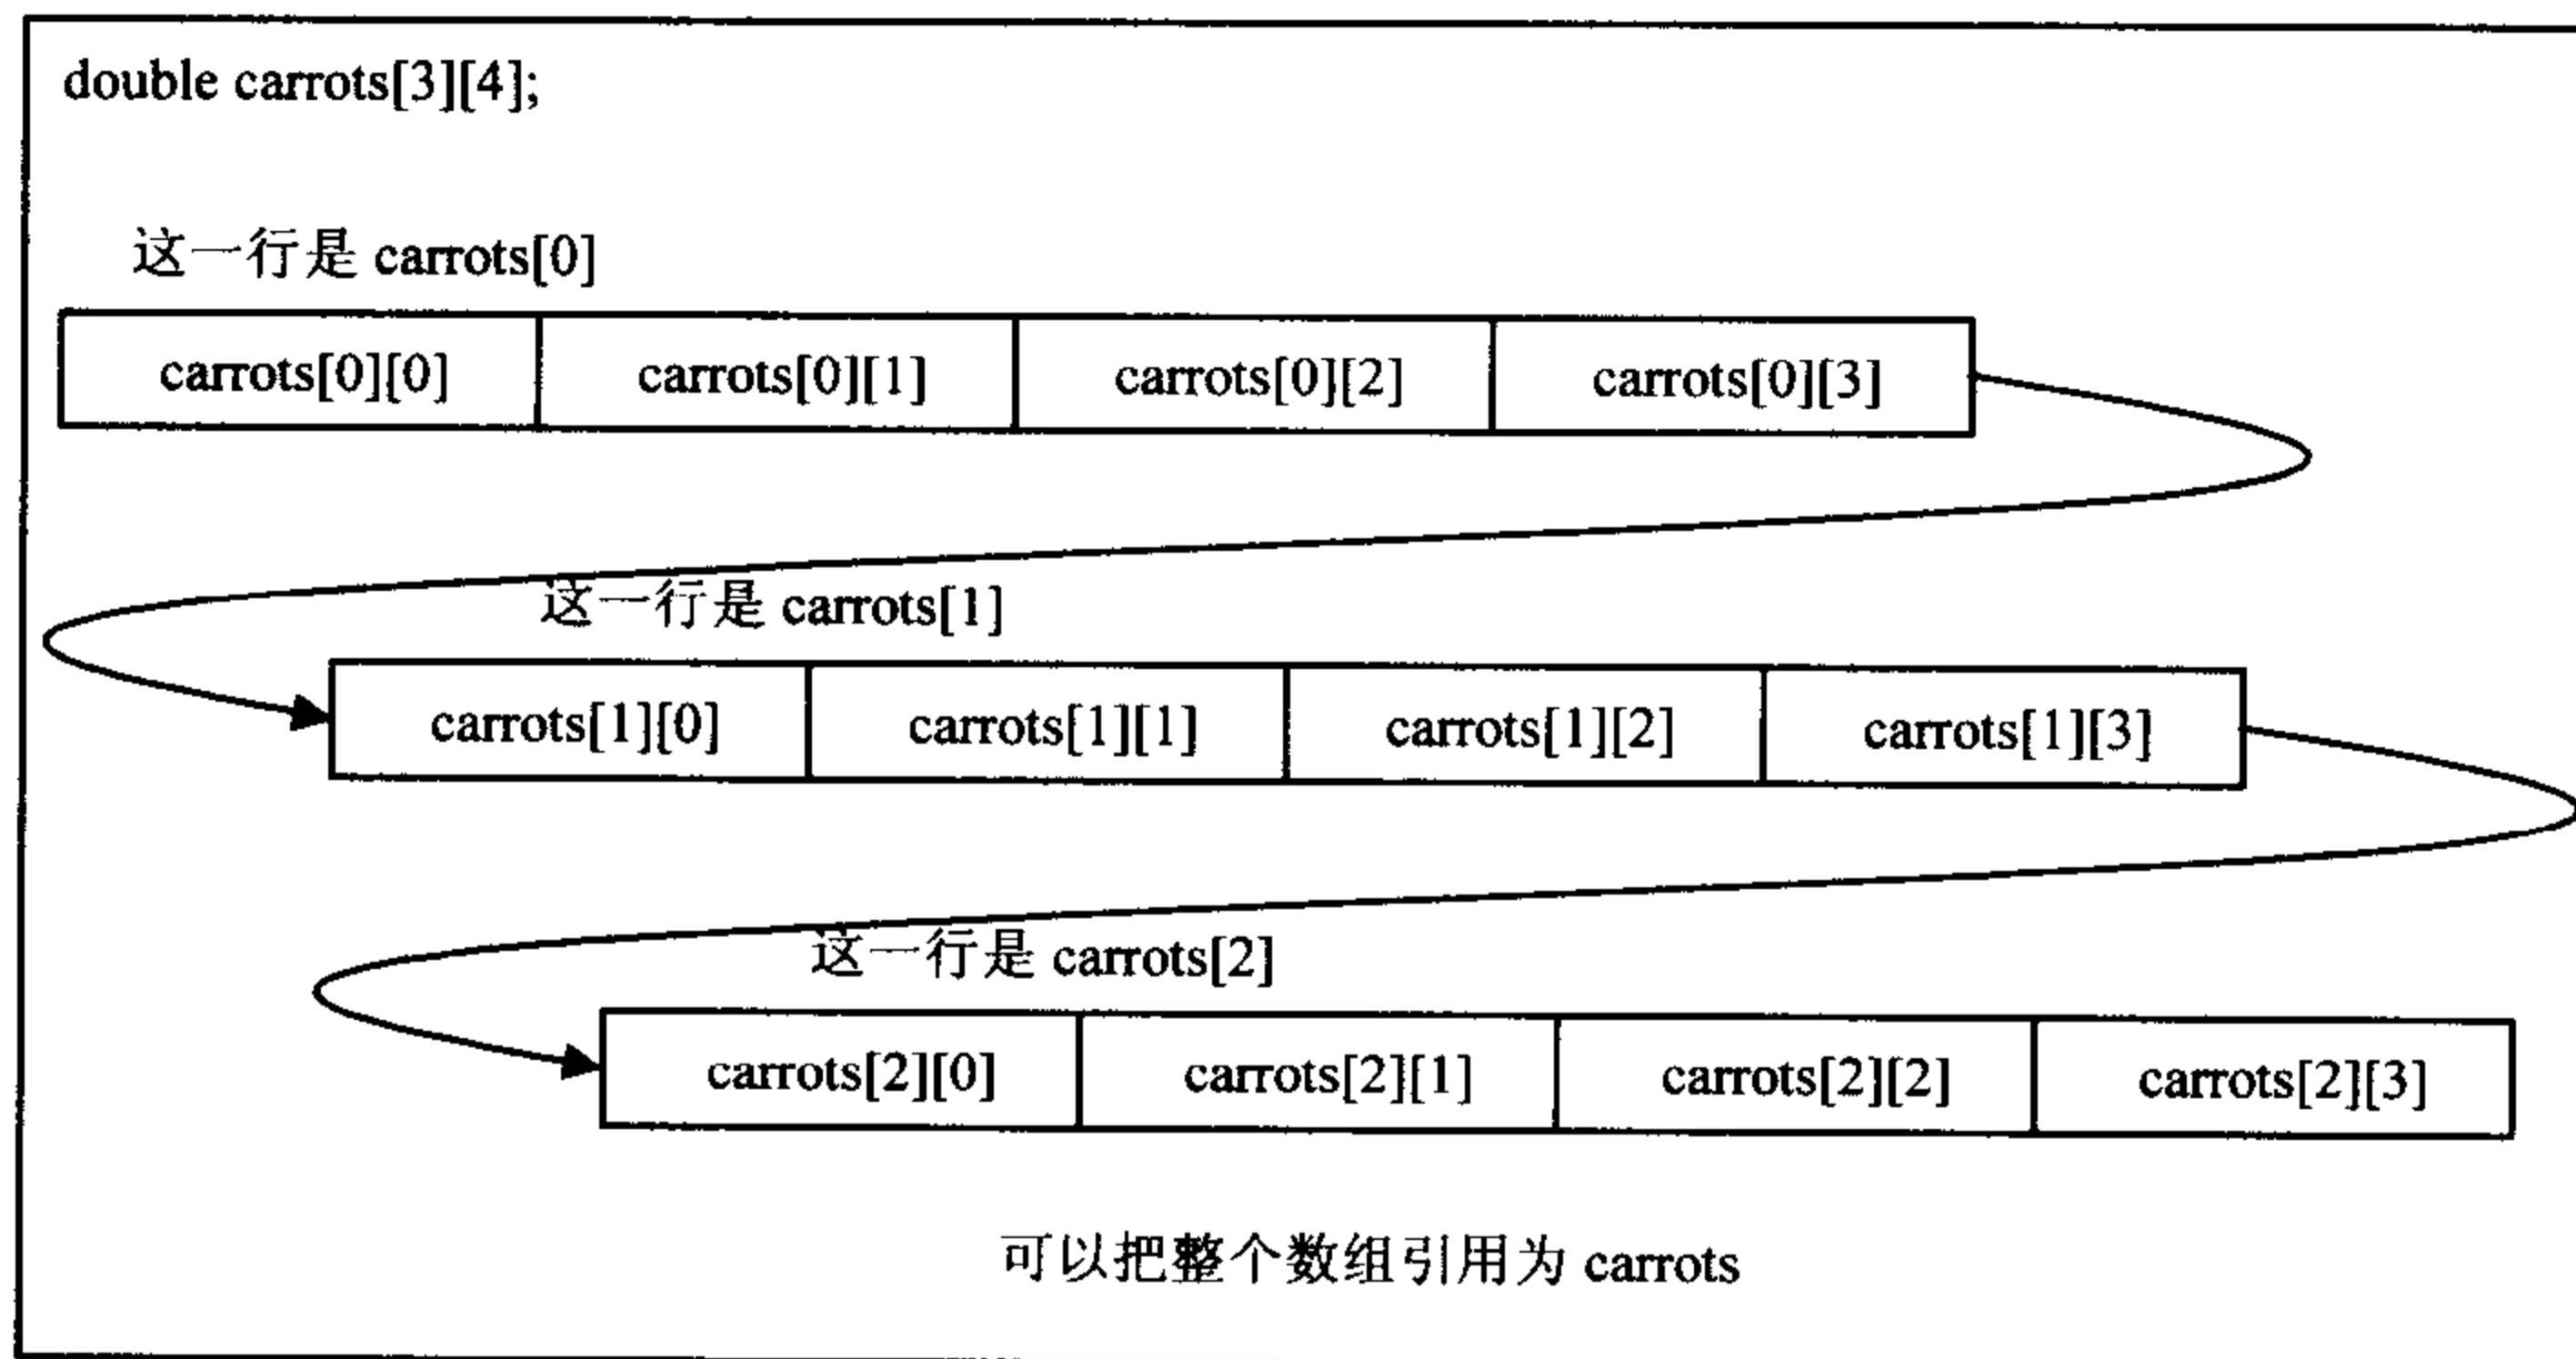 double carrots[3][4];
这一行是 carrots[0]
carrots[0][0] carrots[0][1] carrots[0][2] carrots[0][3]
这一行是 carrots[1]
carrots[1][0] carrots[1][1] carrots[1][2] carrots[1][3]
这一行是 carrots[2]
carrots[2][0] carrots[2][1] carrots[2][2] carrots[2][3]
可以把整个数组引用为 carrots